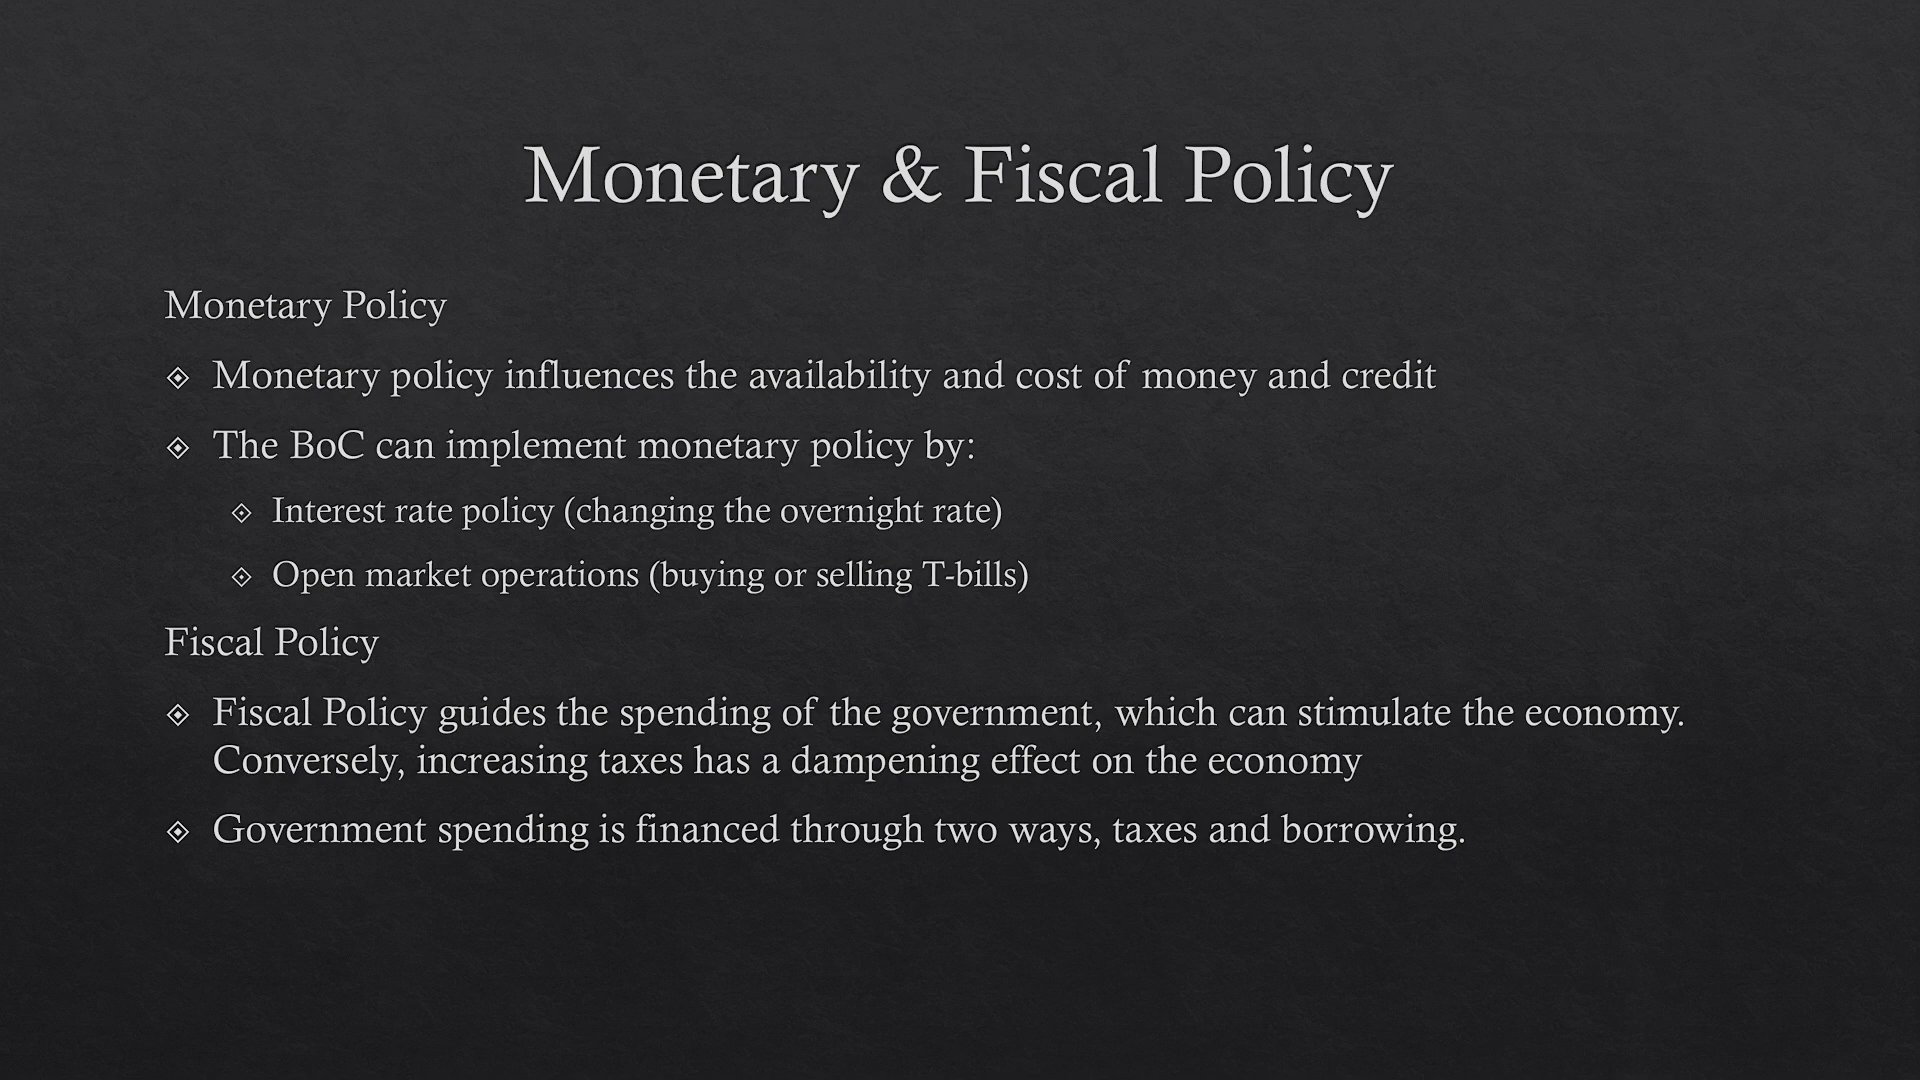 Monetary & Fiscal Policy
Monetary Policy
Monetary policy influences the availability and cost of money and credit
The BoC can implement monetary policy by:
Interest rate policy (changing the overnight rate)
Open market operations (buying or selling T-bills)
Fiscal Policy
Fiscal Policy guides the spending of the government, which can stimulate the economy.
Conversely, increasing taxes has a dampening effect on the economy
Government spending is financed through two ways, taxes and borrowing.